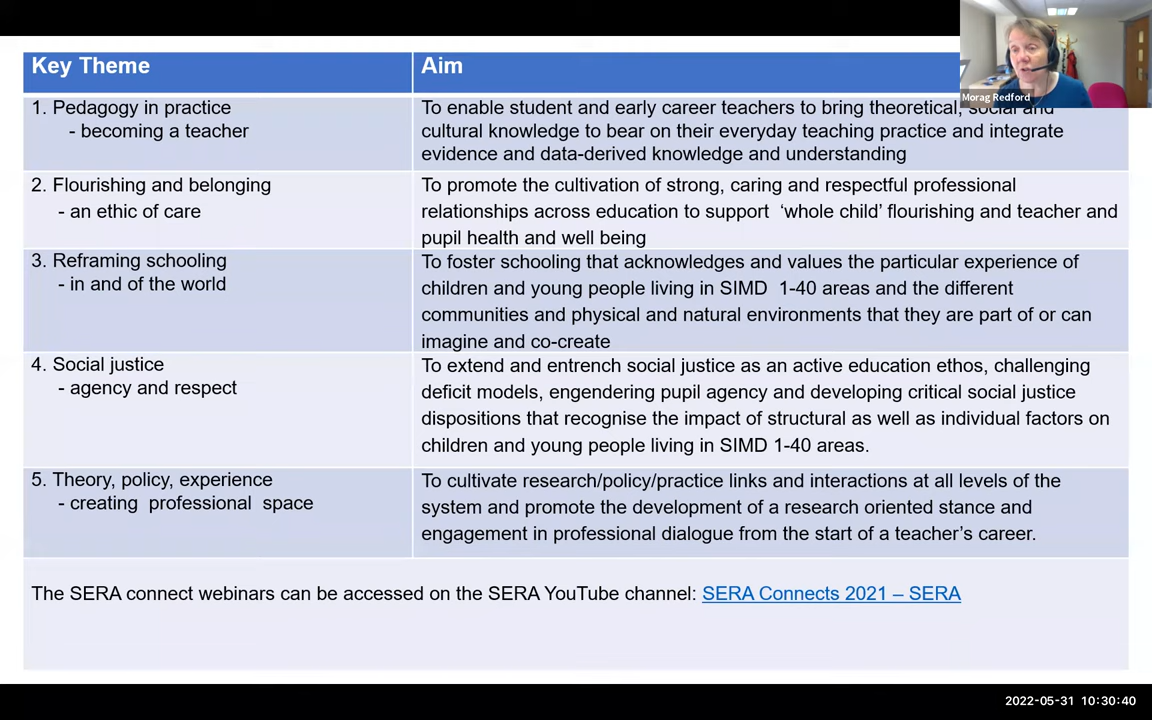 Key Theme
Aim
Morag Redford
1. Pedagogy in practice
- becoming a teacher
To enable student and early career teachers to bring theoretical, social and
cultural knowledge to bear on their everyday teaching practice and integrate
evidence and data-derived knowledge and understanding
2. Flourishing and belonging
- an ethic of care
To promote the cultivation of strong, caring and respectful professional
relationships across education to support ‘whole child’ flourishing and teacher and
pupil health and well being
3. Reframing schooling
- in and of the world
To foster schooling that acknowledges and values the particular experience of
children and young people living in SIMD 1-40 areas and the different
communities and physical and natural environments that they are part of or can
imagine and co-create
4. Social justice
- agency and respect
To extend and entrench social justice as an active education ethos, challenging
deficit models, engendering pupil agency and developing critical social justice
dispositions that recognise the impact of structural as well as individual factors on
children and young people living in SIMD 1-40 areas.
5. Theory, policy, experience
- creating professional space
To cultivate research/policy/practice links and interactions at all levels of the
system and promote the development of a research oriented stance and
engagement in professional dialogue from the start of a teacher’s career.
The SERA connect webinars can be accessed on the SERA YouTube channel: SERA Connects 2021 – SERA
2022-05-31 10:30:40